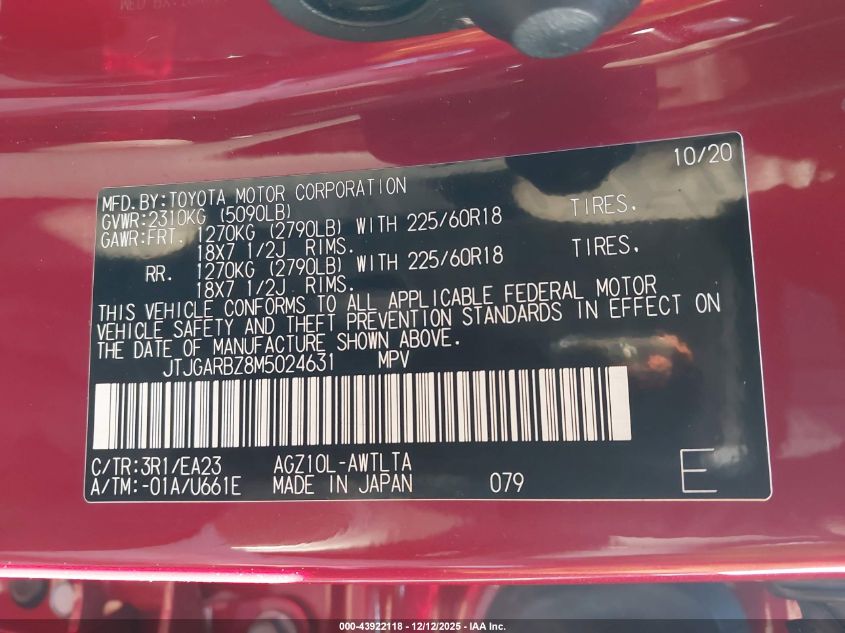 10/20
MFD.BY:TOYOTA MOTOR CORPORATION
GVWR:2310KG (5090LB)
GAWR:FRT. 1270KG (2790LB) WITH 225/60R18 TIRES.
18X7 1/2J RIMS.
RR. 1270KG (2790LB) WITH 225/60R18 TIRES.
18X7 1/2J RIMS.
THIS VEHICLE CONFORMS TO ALL APPLICABLE FEDERAL MOTOR
VEHICLE SAFETY AND THEFT PREVENTION STANDARDS IN EFFECT ON
THE DATE OF MANUFACTURE SHOWN ABOVE.
JTJGARBZ8M5024631 MPV
C/TR:3R1/EA23 AGZ10L-AWTLTA
A/TM:-01A/U661E MADE IN JAPAN 079 E
000-43922118 - 12/12/2025 - IAA Inc.